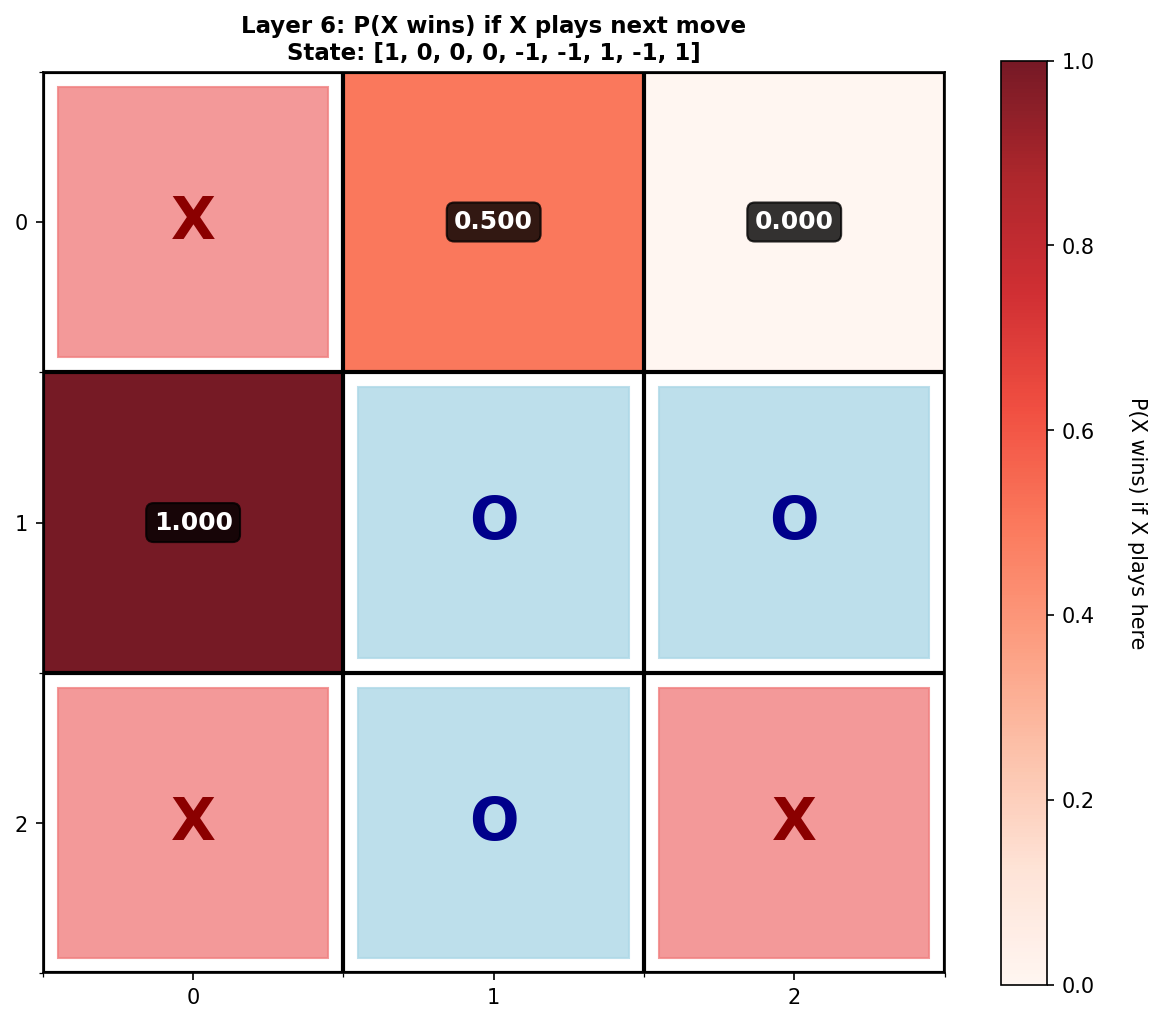 Layer 6: P(X wins) if X plays next move
State: [1, 0, 0, 0, -1, -1, 1, -1, 1]
0
X
0.500
0.000
1
1.000
O
O
2
X
O
X
0
1
2
1.0
0.8
0.6
0.4
0.2
0.0
P(X wins) if X plays here